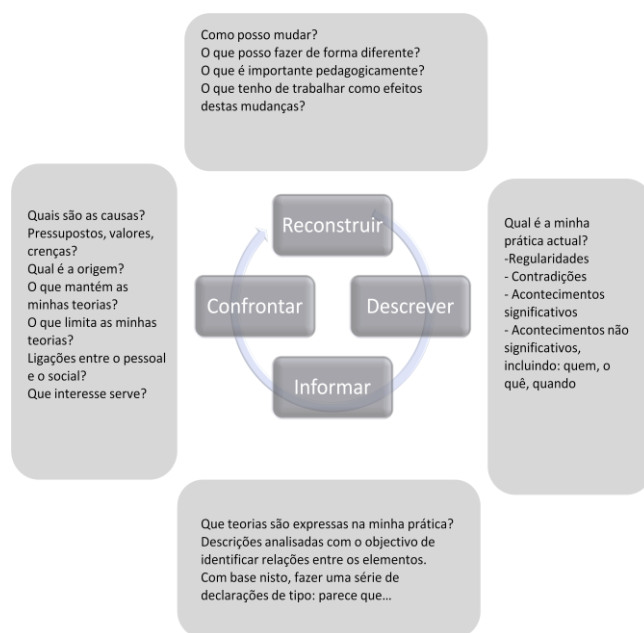 Como posso mudar?
O que posso fazer de forma diferente?
O que é importante pedagogicamente?
O que tenho de trabalhar como efeitos
destas mudanças?
Quais são as causas?
Pressupostos, valores,
crenças?
Qual é a origem?
O que mantém as
minhas teorias?
O que limita as minhas
teorias?
Ligações entre o pessoal
e o social?
Que interesse serve?
Reconstruir
Confrontar
Descrever
Informar
Qual é a minha
prática actual?
-Regularidades
- Contradições
- Acontecimentos
significativos
- Acontecimentos não
significativos,
incluindo: quem, o
quê, quando
Que teorias são expressas na minha prática?
Descrições analisadas com o objectivo de
identificar relações entre os elementos.
Com base nisto, fazer uma série de
declarações de tipo: parece que...